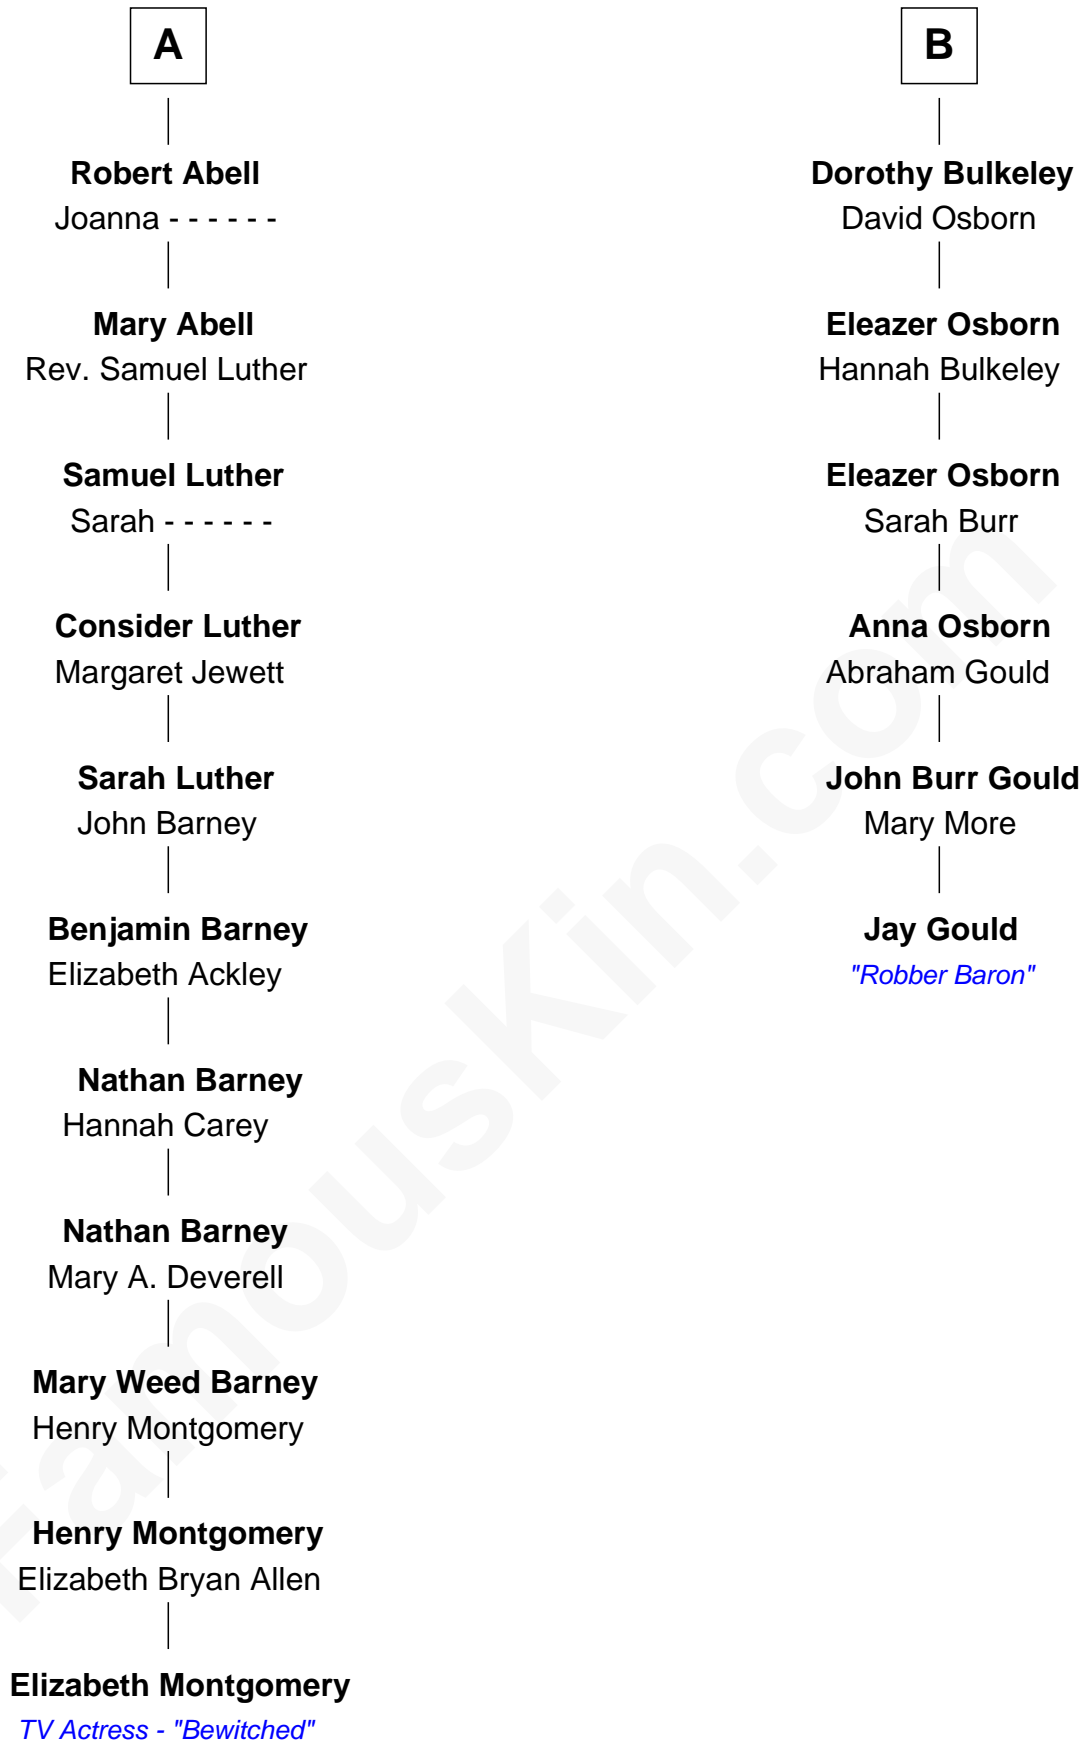 A
Robert Abell
Joanna - - - - - -
Mary Abell
Rev. Samuel Luther
Samuel Luther
Sarah - - - - - -
Consider Luther
Margaret Jewett
Sarah Luther
John Barney
Benjamin Barney
Elizabeth Ackley
Nathan Barney
Hannah Carey
Nathan Barney
Mary A. Deverell
Mary Weed Barney
Henry Montgomery
Henry Montgomery
Elizabeth Bryan Allen
Elizabeth Montgomery
TV Actress - "Bewitched"
B
Dorothy Bulkeley
David Osborn
Eleazer Osborn
Hannah Bulkeley
Eleazer Osborn
Sarah Burr
Anna Osborn
Abraham Gould
John Burr Gould
Mary More
Jay Gould
"Robber Baron"
FamousKin.com